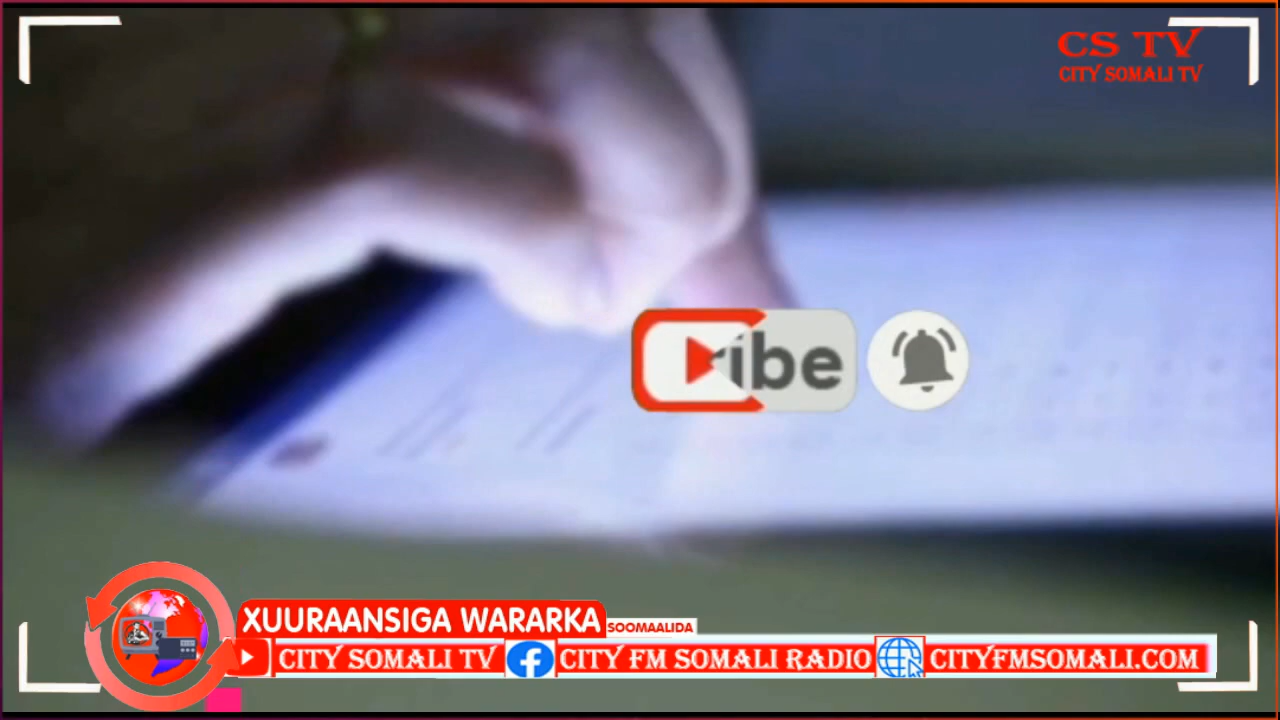 CS TV
CITY SOMALI TV
ribe
XUURAANSIGA WARARKA
SOOMAALIDA
CITY SOMALI TV
CITY FM SOMALI RADIO
CITYFMSOMALI.COM